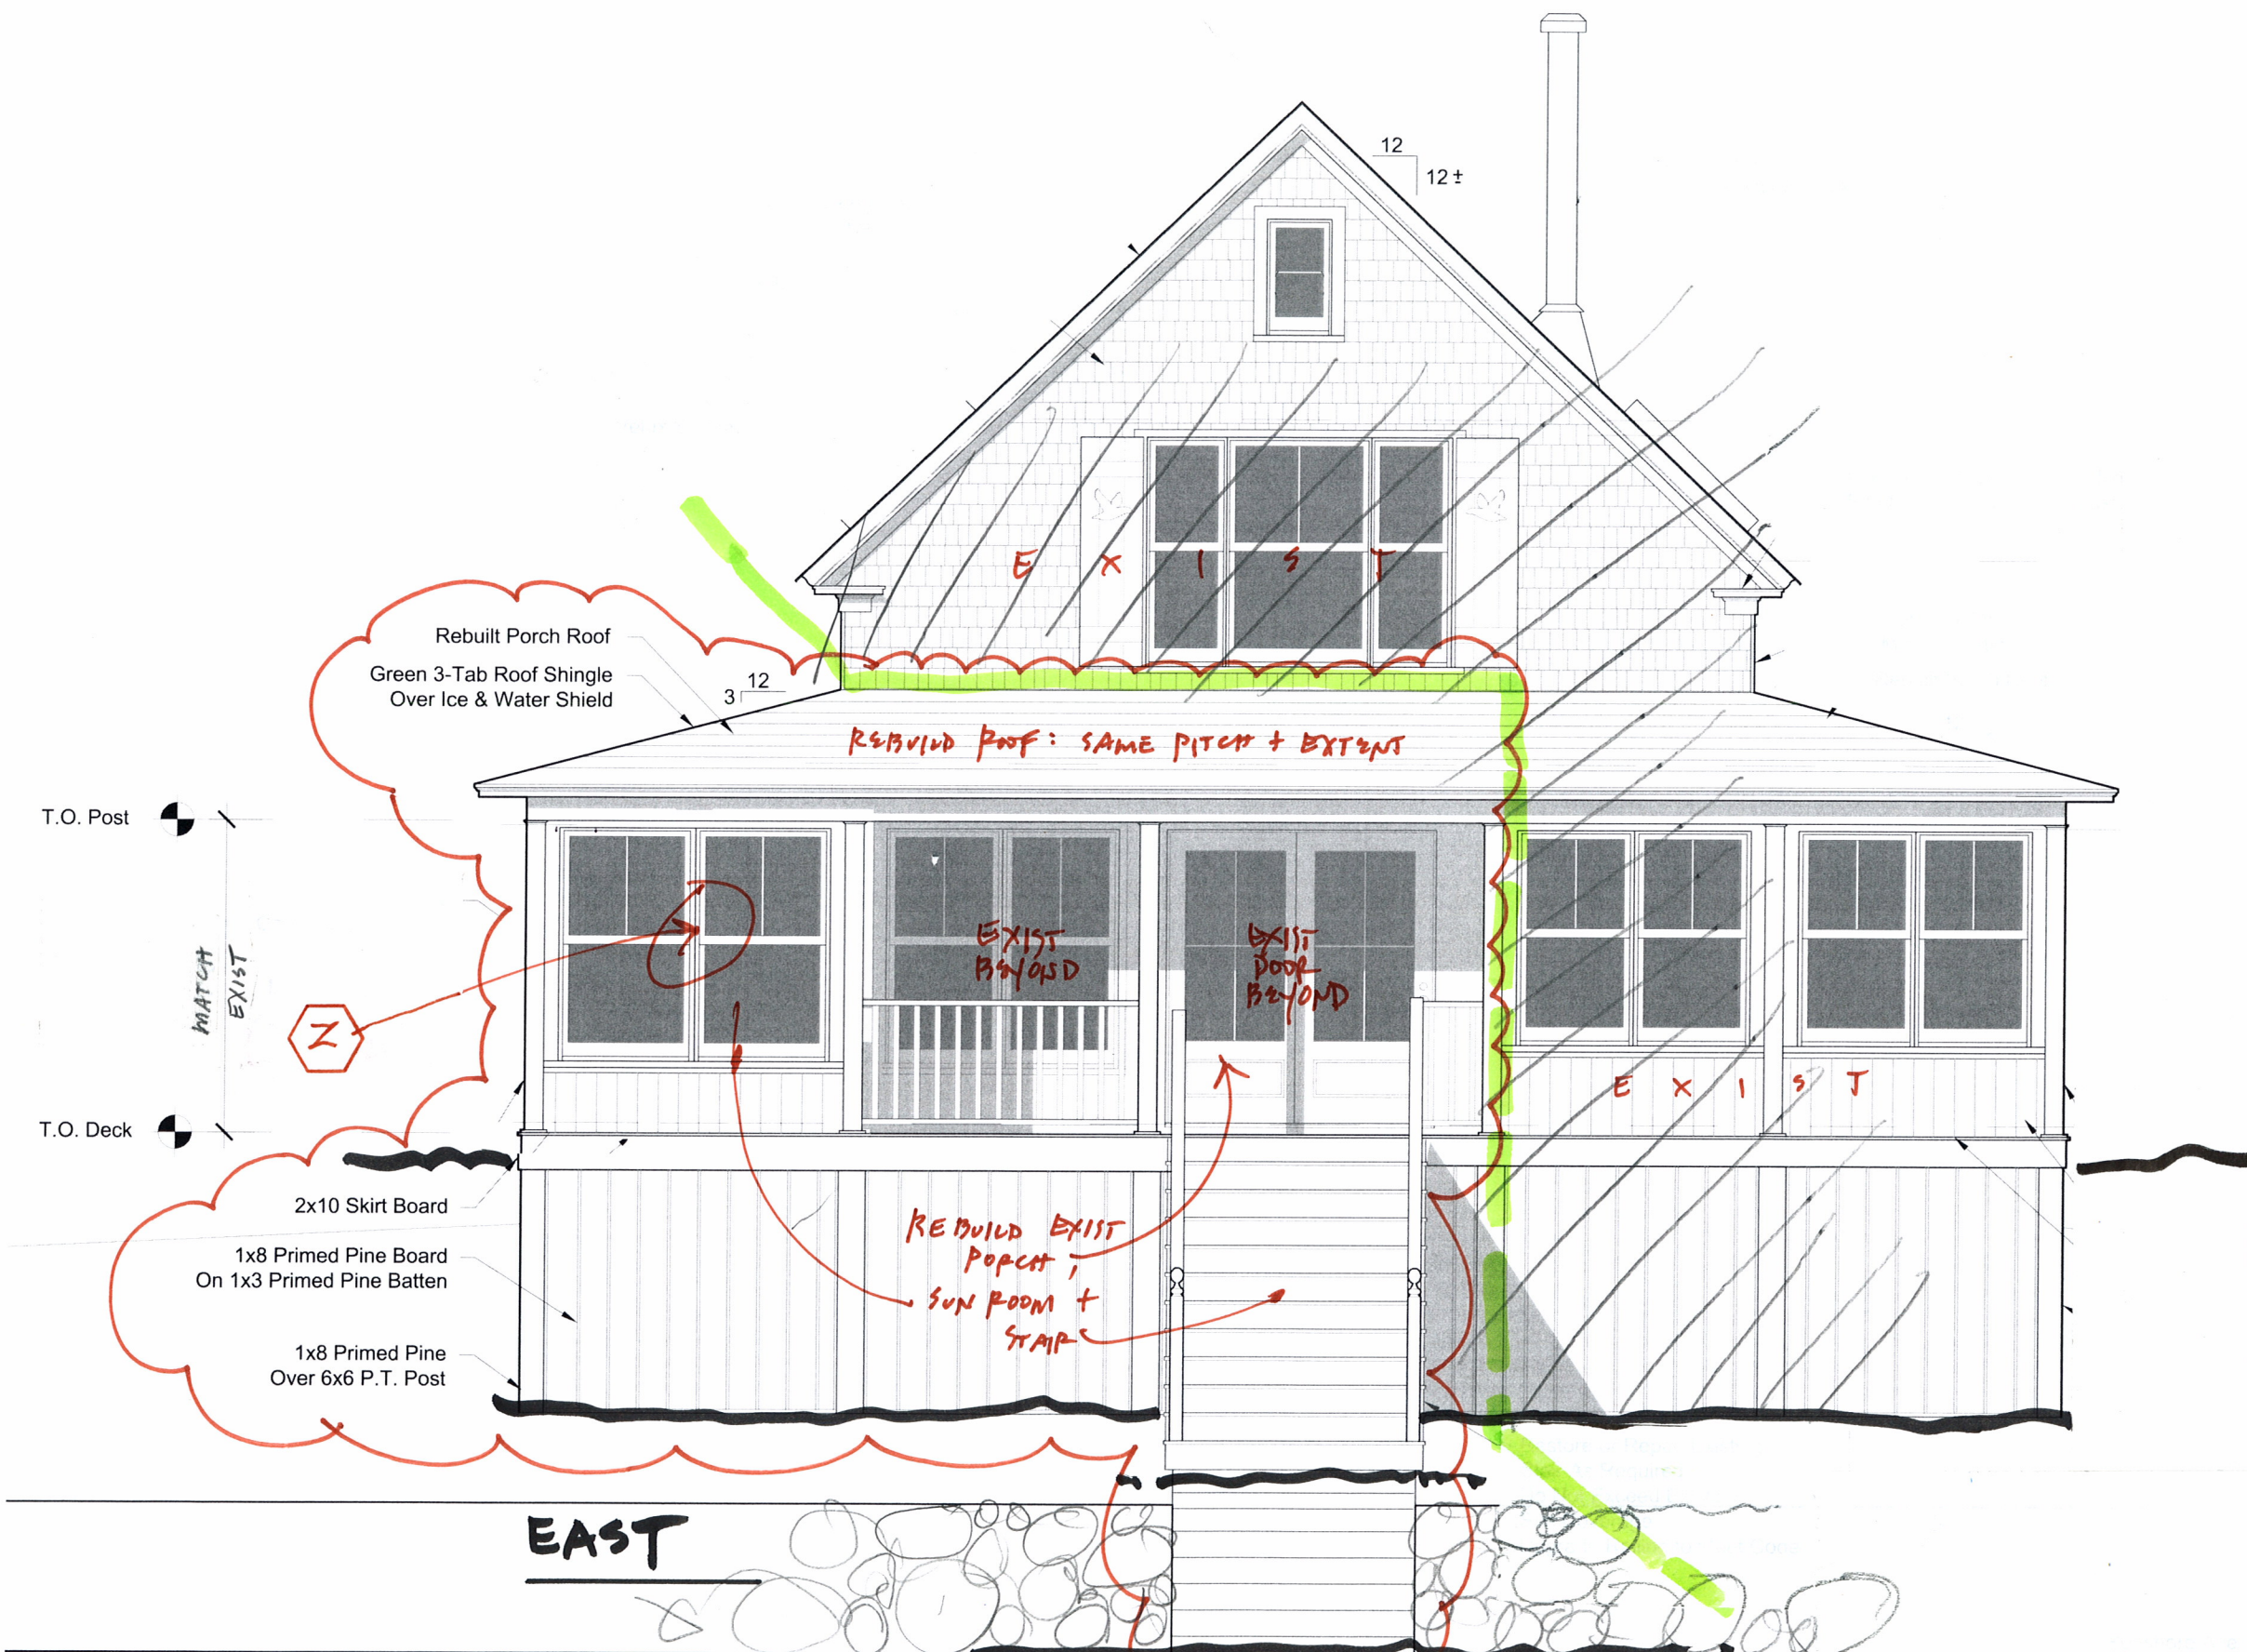 12
12 ±
E X I S T
Rebuilt Porch Roof
Green 3-Tab Roof Shingle
Over Ice & Water Shield
12
3
REBUILD ROOF: SAME PITCH + EXTENT
T.O. Post
MATCH
EXIST
EXIST
BEYOND
EXIST
DOOR
BEYOND
Z
E X I S T
T.O. Deck
2x10 Skirt Board
1x8 Primed Pine Board
On 1x3 Primed Pine Batten
REBUILD EXIST
PORCH;
SUN ROOM +
STAIR
1x8 Primed Pine
Over 6x6 P.T. Post
EAST